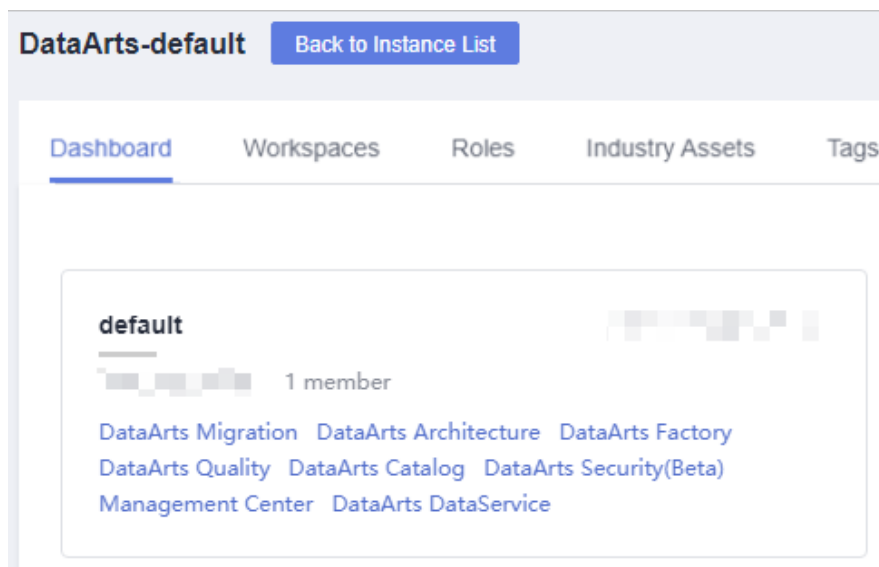 DataArts-default Back to Instance List
Dashboard Workspaces Roles Industry Assets Tags
default
1 member
DataArts Migration DataArts Architecture DataArts Factory
DataArts Quality DataArts Catalog DataArts Security(Beta)
Management Center DataArts DataService